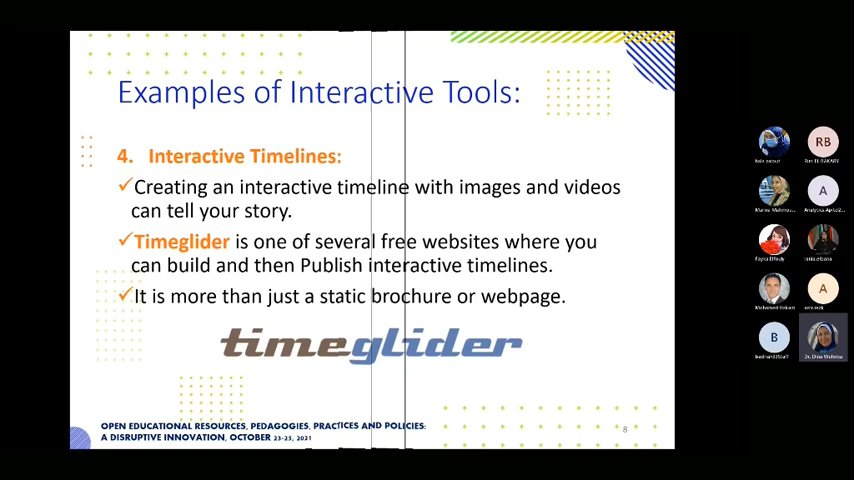 Examples of Interactive Tools:
4. Interactive Timelines:
✓Creating an interactive timeline with images and videos
can tell your story.
✓Timeglider is one of several free websites where you
can build and then Publish interactive timelines.
✓It is more than just a static brochure or webpage.
timeglider
OPEN EDUCATIONAL RESOURCES, PEDAGOGIES, PRACTICES AND POLICIES:
A DISRUPTIVE INNOVATION, OCTOBER 23-25, 2021
8
RB
A
A
B